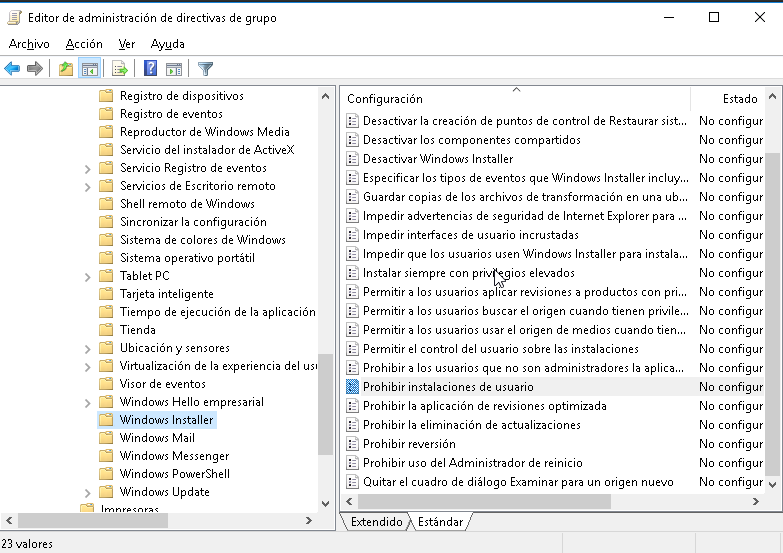 Editor de administración de directivas de grupo
Archivo Acción Ver Ayuda
Registro de dispositivos
Registro de eventos
Reproductor de Windows Media
Servicio del instalador de ActiveX
Servicio Registro de eventos
Servicios de Escritorio remoto
Shell remoto de Windows
Sincronizar la configuración
Sistema de colores de Windows
Sistema operativo portátil
Tablet PC
Tarjeta inteligente
Tiempo de ejecución de la aplicación
Tienda
Ubicación y sensores
Virtualización de la experiencia del usu
Visor de eventos
Windows Hello empresarial
Windows Installer
Windows Mail
Windows Messenger
Windows PowerShell
Windows Update
Impresoras
Configuración Estado
Desactivar la creación de puntos de control de Restaurar sist... No configur
Desactivar los componentes compartidos No configur
Desactivar Windows Installer No configur
Especificar los tipos de eventos que Windows Installer incluy... No configur
Guardar copias de los archivos de transformación en una ub... No configur
Impedir advertencias de seguridad de Internet Explorer para ... No configur
Impedir interfaces de usuario incrustadas No configur
Impedir que los usuarios usen Windows Installer para instala... No configur
Instalar siempre con privilegios elevados No configur
Permitir a los usuarios aplicar revisiones a productos con pri... No configur
Permitir a los usuarios buscar el origen cuando tienen privile... No configur
Permitir a los usuarios usar el origen de medios cuando tien... No configur
Permitir el control del usuario sobre las instalaciones No configur
Prohibir a los usuarios que no son administradores la aplica... No configur
Prohibir instalaciones de usuario No configur
Prohibir la aplicación de revisiones optimizada No configur
Prohibir la eliminación de actualizaciones No configur
Prohibir reversión No configur
Prohibir uso del Administrador de reinicio No configur
Quitar el cuadro de diálogo Examinar para un origen nuevo No configur
Extendido Estándar
23 valores